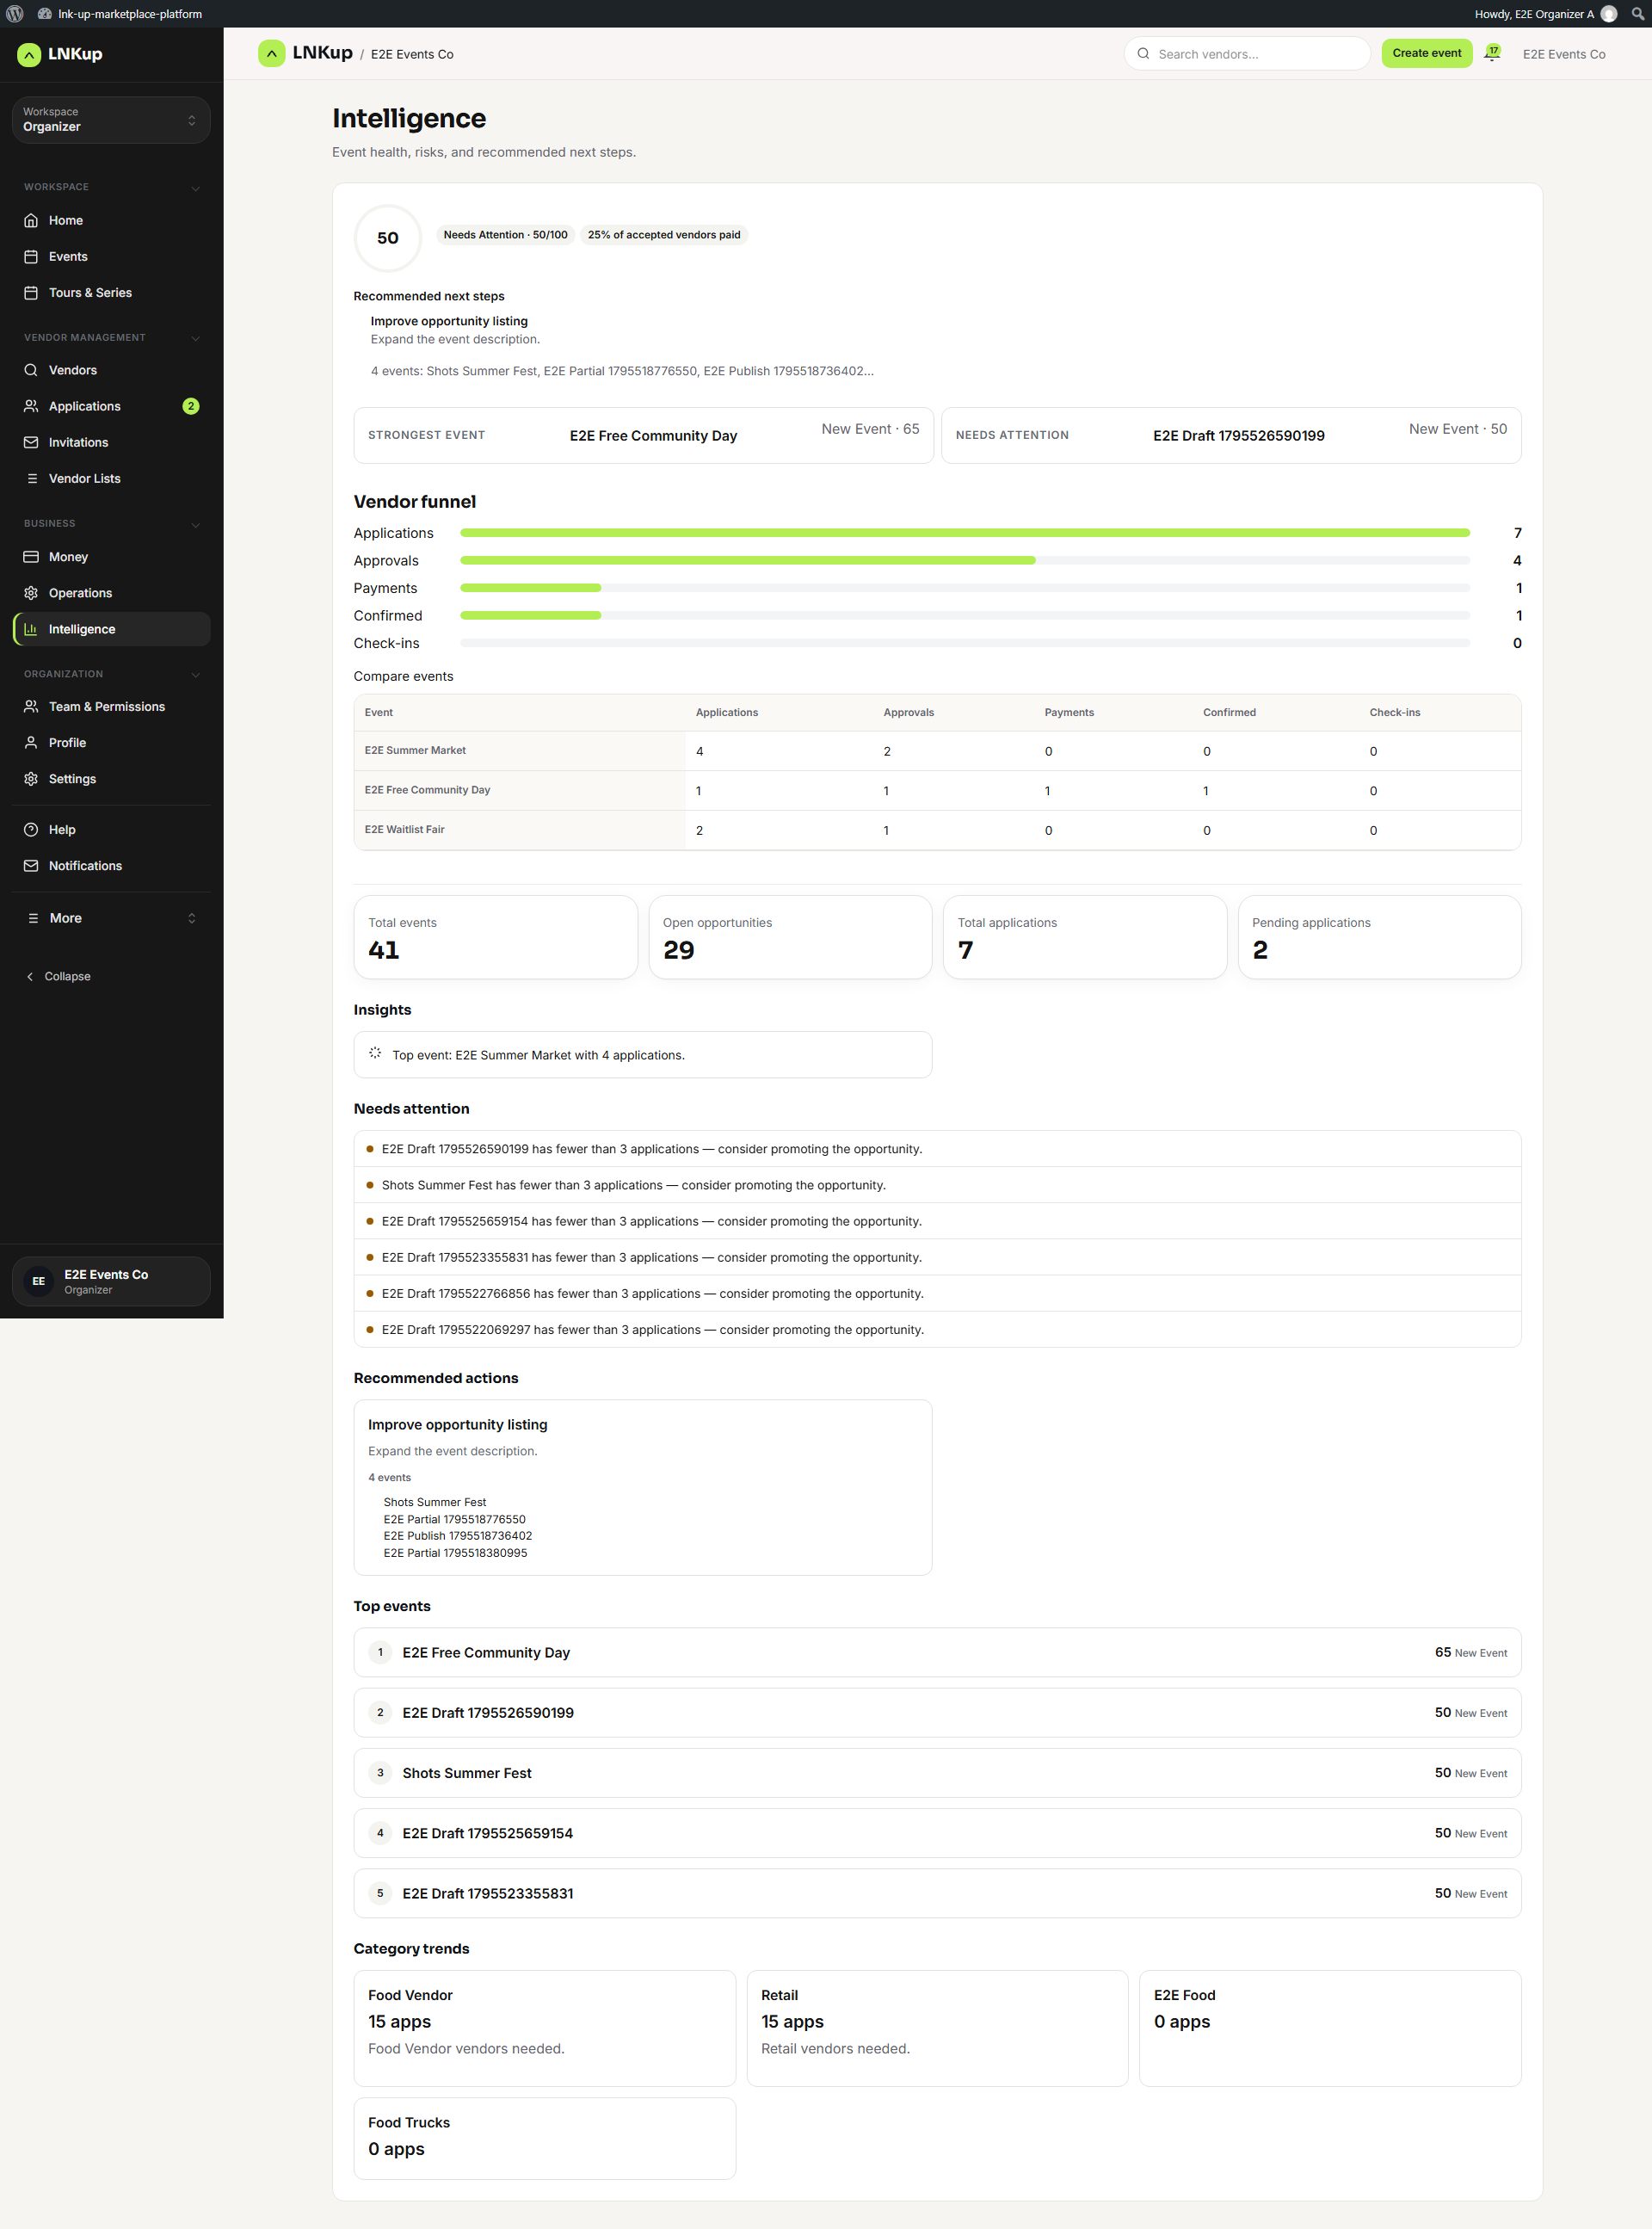 lnk-up-marketplace-platform
Howdy, E2E Organizer A
LNKup
LNKup / E2E Events Co
Search vendors...
Create event
17
E2E Events Co
Workspace
Organizer
WORKSPACE
Home
Events
Tours & Series
VENDOR MANAGEMENT
Vendors
Applications
2
Invitations
Vendor Lists
BUSINESS
Money
Operations
Intelligence
ORGANIZATION
Team & Permissions
Profile
Settings
Help
Notifications
More
Collapse
EE
E2E Events Co
Organizer
Intelligence
Event health, risks, and recommended next steps.
50
Needs Attention · 50/100
25% of accepted vendors paid
Recommended next steps
Improve opportunity listing
Expand the event description.
4 events: Shots Summer Fest, E2E Partial 1795518776550, E2E Publish 1795518736402...
STRONGEST EVENT
E2E Free Community Day
New Event · 65
NEEDS ATTENTION
E2E Draft 1795526590199
New Event · 50
Vendor funnel
Applications 7
Approvals 4
Payments 1
Confirmed 1
Check-ins 0
Compare events
Event Applications Approvals Payments Confirmed Check-ins
E2E Summer Market 4 2 0 0 0
E2E Free Community Day 1 1 1 1 0
E2E Waitlist Fair 2 1 0 0 0
Total events
41
Open opportunities
29
Total applications
7
Pending applications
2
Insights
Top event: E2E Summer Market with 4 applications.
Needs attention
E2E Draft 1795526590199 has fewer than 3 applications — consider promoting the opportunity.
Shots Summer Fest has fewer than 3 applications — consider promoting the opportunity.
E2E Draft 1795525659154 has fewer than 3 applications — consider promoting the opportunity.
E2E Draft 1795523355831 has fewer than 3 applications — consider promoting the opportunity.
E2E Draft 1795522766856 has fewer than 3 applications — consider promoting the opportunity.
E2E Draft 1795522069297 has fewer than 3 applications — consider promoting the opportunity.
Recommended actions
Improve opportunity listing
Expand the event description.
4 events
Shots Summer Fest
E2E Partial 1795518776550
E2E Publish 1795518736402
E2E Partial 1795518380995
Top events
1 E2E Free Community Day 65 New Event
2 E2E Draft 1795526590199 50 New Event
3 Shots Summer Fest 50 New Event
4 E2E Draft 1795525659154 50 New Event
5 E2E Draft 1795523355831 50 New Event
Category trends
Food Vendor
15 apps
Food Vendor vendors needed.
Retail
15 apps
Retail vendors needed.
E2E Food
0 apps
Food Trucks
0 apps